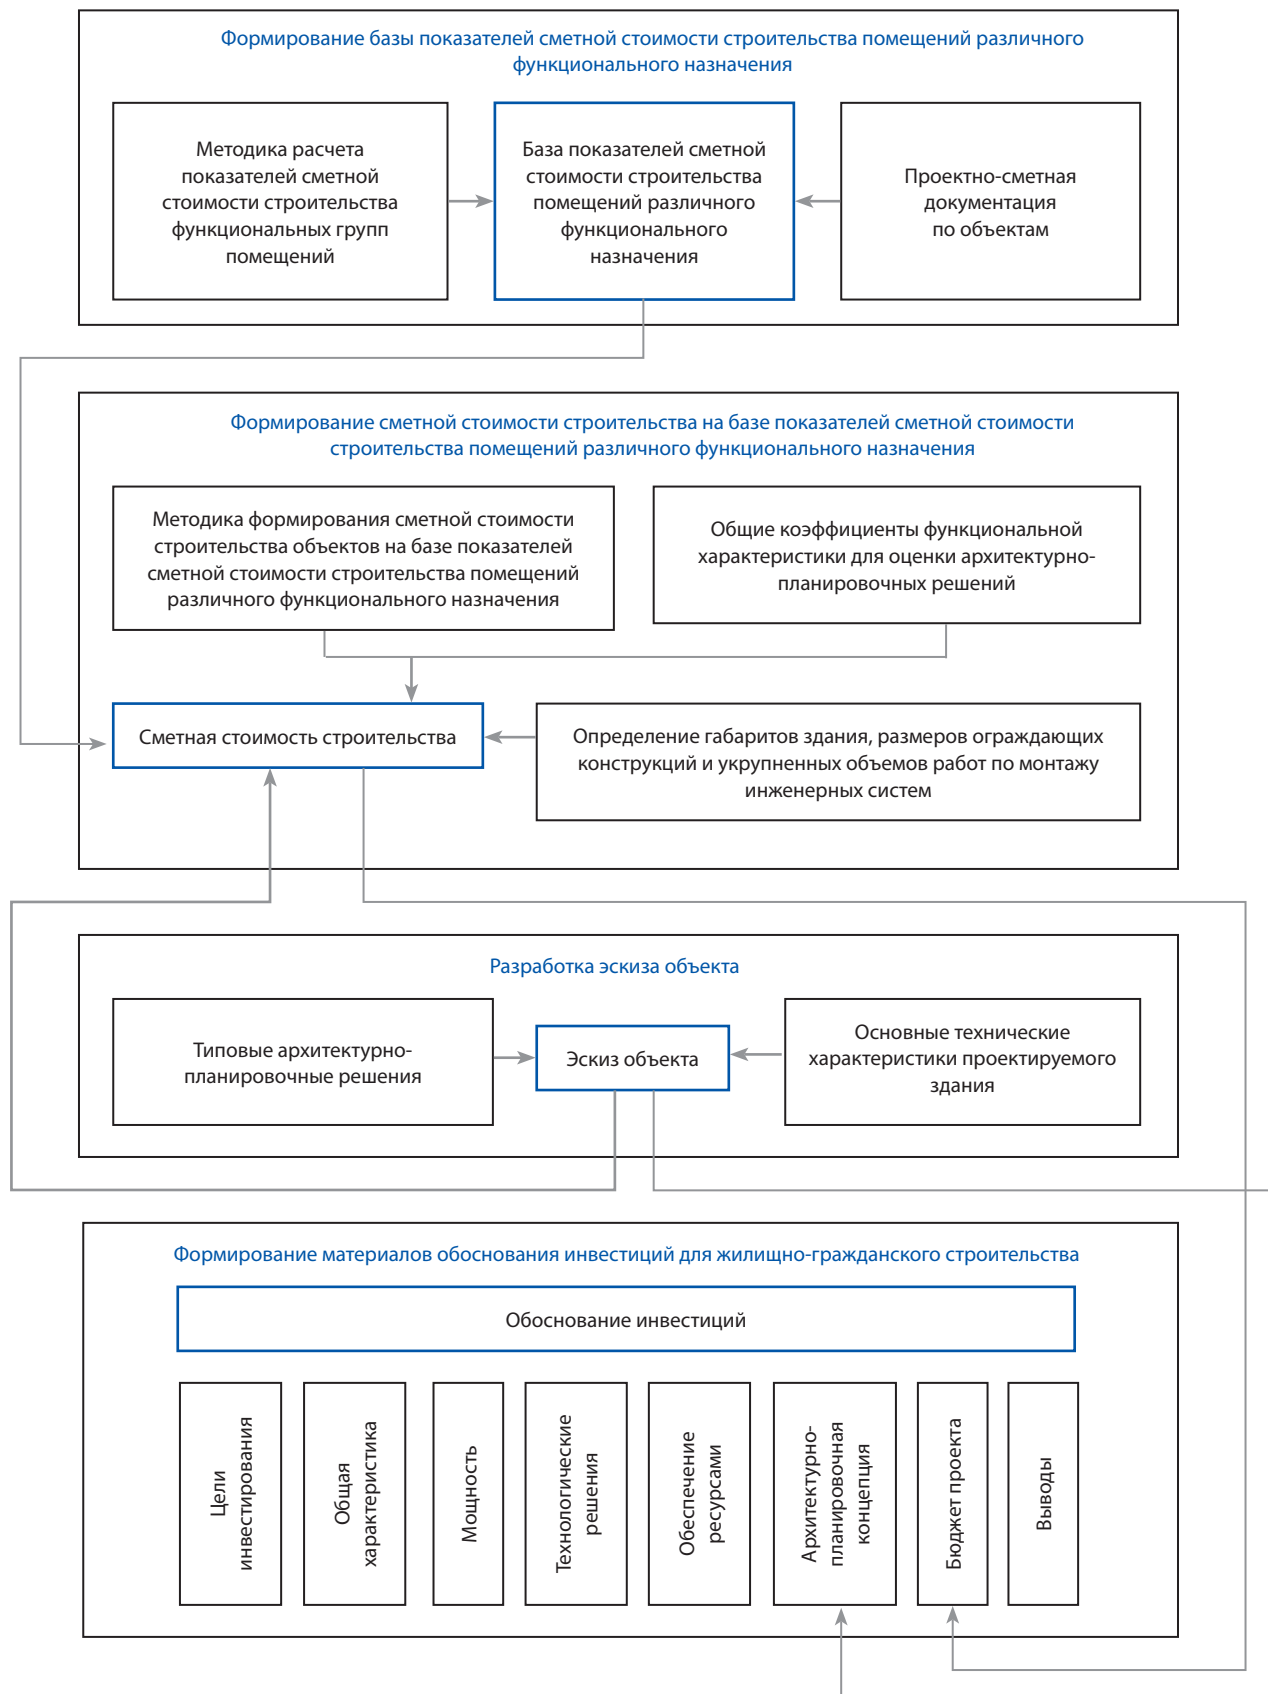 Формирование базы показателей сметной стоимости строительства помещений различного
функционального назначения
Методика расчета
показателей сметной
стоимости строительства
функциональных групп
помещений
База показателей сметной
стоимости строительства
помещений различного
функционального
назначения
Проектно-сметная
документация
по объектам
Формирование сметной стоимости строительства на базе показателей сметной стоимости
строительства помещений различного функционального назначения
Методика формирования сметной стоимости
строительства объектов на базе показателей
сметной стоимости строительства помещений
различного функционального назначения
Общие коэффициенты функциональной
характеристики для оценки архитектурно-
планировочных решений
Сметная стоимость строительства
Определение габаритов здания, размеров ограждающих
конструкций и укрупненных объемов работ по монтажу
инженерных систем
Разработка эскиза объекта
Типовые архитектурно-
планировочные решения
Эскиз объекта
Основные технические
характеристики проектируемого
здания
Формирование материалов обоснования инвестиций для жилищно-гражданского строительства
Обоснование инвестиций
Цели
инвестирования
Общая
характеристика
Мощность
Технологические
решения
Обеспечение
ресурсами
Архитектурно-
планировочная
концепция
Бюджет проекта
Выводы